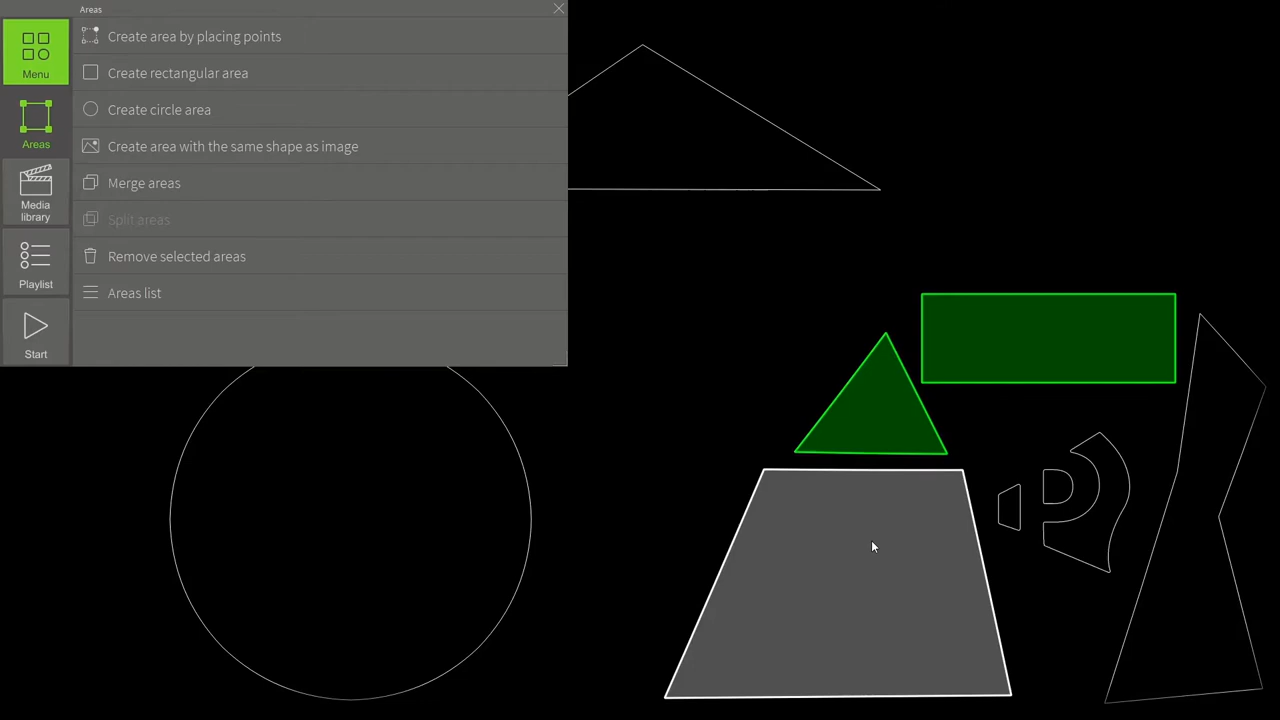 Areas
Menu
Create area by placing points
Create rectangular area
Create circle area
Areas
Create area with the same shape as image
Media
library
Merge areas
Split areas
Playlist
Remove selected areas
Areas list
Start